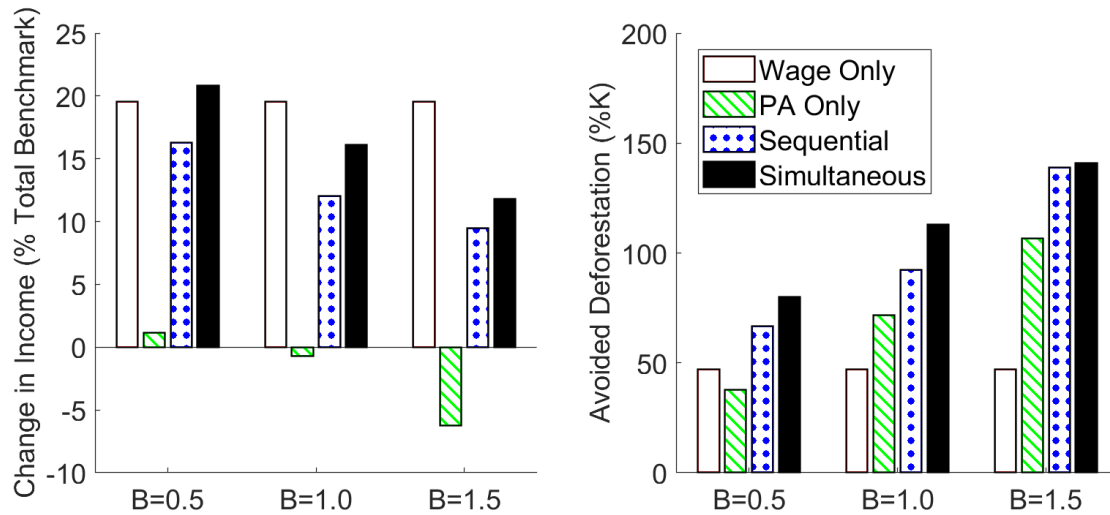 Change in Income (% Total Benchmark)
25
20
15
10
5
0
-5
-10
B=0.5
B=1.0
B=1.5
Avoided Deforestation (%K)
200
150
100
50
0
Wage Only
PA Only
Sequential
Simultaneous
B=0.5
B=1.0
B=1.5